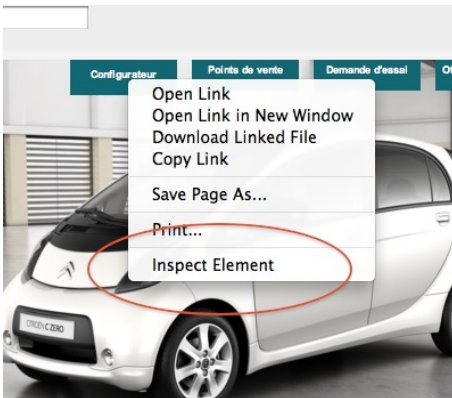 Configurateur
Points de vente
Demande d'essai
Of
Open Link
Open Link in New Window
Download Linked File
Copy Link
Save Page As...
Print...
Inspect Element
CITROËN C ZERO